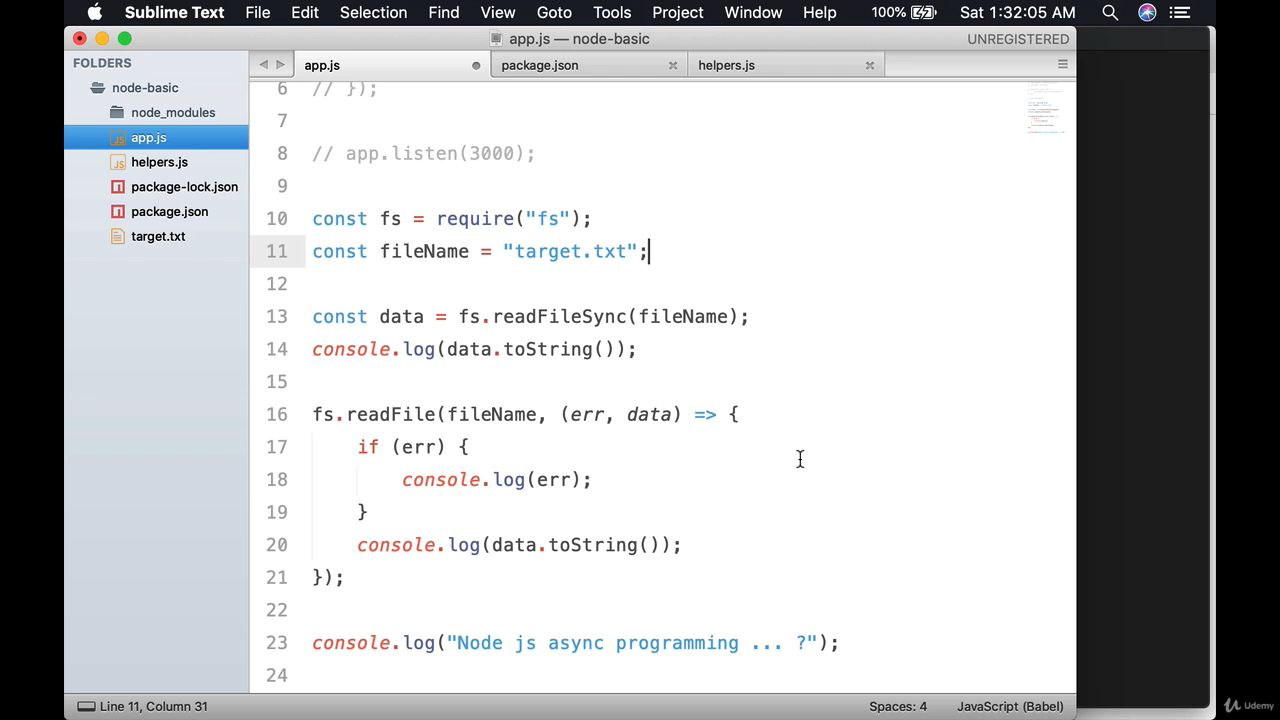 Sublime Text File Edit Selection Find View Goto Tools Project Window Help 100% Sat 1:32:05 AM
app.js — node-basic UNREGISTERED
FOLDERS
node-basic
node_modules
app.js
helpers.js
package-lock.json
package.json
target.txt
app.js package.json helpers.js
6 // });
7
8 // app.listen(3000);
9
10 const fs = require("fs");
11 const fileName = "target.txt";
12
13 const data = fs.readFileSync(fileName);
14 console.log(data.toString());
15
16 fs.readFile(fileName, (err, data) => {
17 if (err) {
18 console.log(err);
19 }
20 console.log(data.toString());
21 });
22
23 console.log("Node js async programming ... ?");
24
Line 11, Column 31 Spaces: 4 JavaScript (Babel)
Udemy